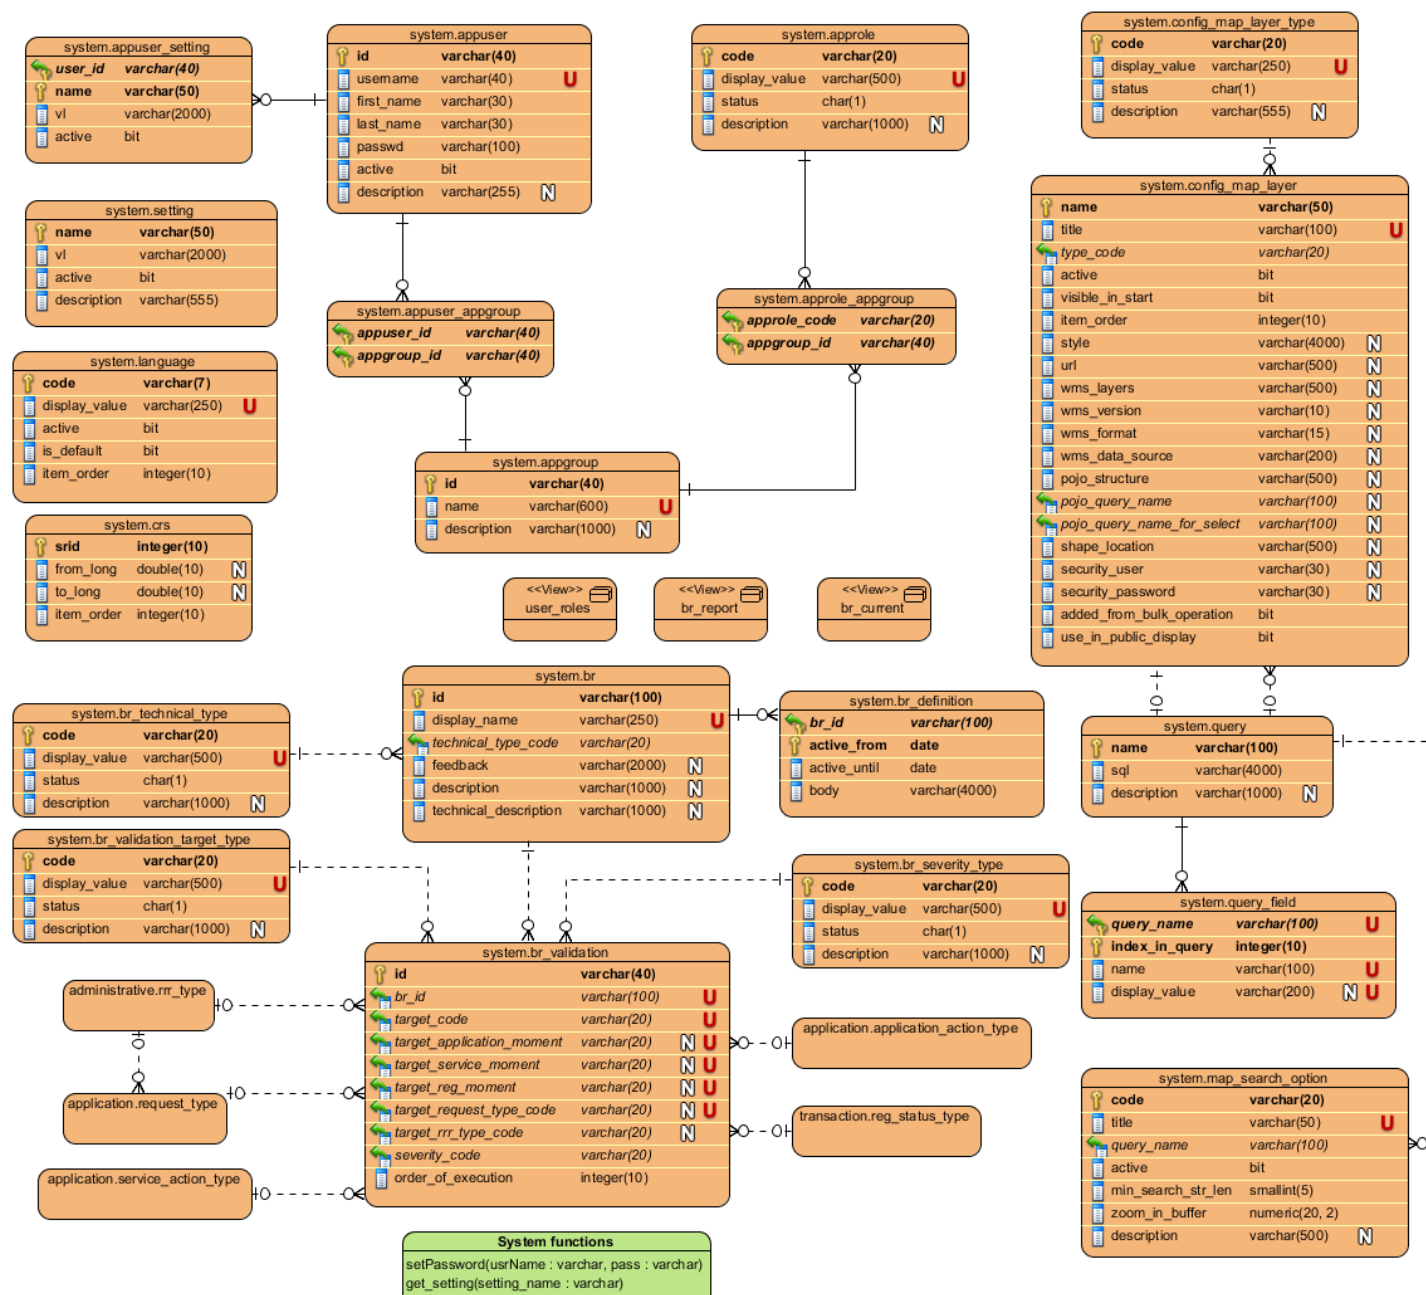 system.appuser_setting
user_id varchar(40)
name varchar(50)
vl varchar(2000)
active bit
system.appuser
id varchar(40)
username varchar(40) U
first_name varchar(30)
last_name varchar(30)
passwd varchar(100)
active bit
description varchar(255) N
system.approle
code varchar(20)
display_value varchar(500) U
status char(1)
description varchar(1000) N
system.config_map_layer_type
code varchar(20)
display_value varchar(250) U
status char(1)
description varchar(555) N
system.setting
name varchar(50)
vl varchar(2000)
active bit
description varchar(555)
system.config_map_layer
name varchar(50)
title varchar(100) U
type_code varchar(20)
active bit
visible_in_start bit
item_order integer(10)
style varchar(4000) N
url varchar(500) N
wms_layers varchar(500) N
wms_version varchar(10) N
wms_format varchar(15) N
wms_data_source varchar(200) N
pojo_structure varchar(500) N
pojo_query_name varchar(100) N
pojo_query_name_for_select varchar(100) N
shape_location varchar(500) N
security_user varchar(30) N
security_password varchar(30) N
added_from_bulk_operation bit
use_in_public_display bit
system.appuser_appgroup
appuser_id varchar(40)
appgroup_id varchar(40)
system.approle_appgroup
approle_code varchar(20)
appgroup_id varchar(40)
system.language
code varchar(7)
display_value varchar(250) U
active bit
is_default bit
item_order integer(10)
system.appgroup
id varchar(40)
name varchar(600) U
description varchar(1000) N
system.crs
srid integer(10)
from_long double(10) N
to_long double(10) N
item_order integer(10)
<<View>>
user_roles
<<View>>
br_report
<<View>>
br_current
system.br
id varchar(100)
display_name varchar(250) U
technical_type_code varchar(20)
feedback varchar(2000) N
description varchar(1000) N
technical_description varchar(1000) N
system.br_definition
br_id varchar(100)
active_from date
active_until date
body varchar(4000)
system.br_technical_type
code varchar(20)
display_value varchar(500) U
status char(1)
description varchar(1000) N
system.query
name varchar(100)
sql varchar(4000)
description varchar(1000) N
system.br_validation_target_type
code varchar(20)
display_value varchar(500) U
status char(1)
description varchar(1000) N
system.br_severity_type
code varchar(20)
display_value varchar(500) U
status char(1)
description varchar(1000) N
system.query_field
query_name varchar(100) U
index_in_query integer(10)
name varchar(100) U
display_value varchar(200) N U
system.br_validation
id varchar(40)
br_id varchar(100) U
target_code varchar(20) U
target_application_moment varchar(20) N U
target_service_moment varchar(20) N U
target_reg_moment varchar(20) N U
target_request_type_code varchar(20) N U
target_rrr_type_code varchar(20) N
severity_code varchar(20)
order_of_execution integer(10)
administrative.rrr_type
application.request_type
application.service_action_type
application.application_action_type
transaction.reg_status_type
system.map_search_option
code varchar(20)
title varchar(50) U
query_name varchar(100)
active bit
min_search_str_len smallint(5)
zoom_in_buffer numeric(20, 2)
description varchar(500) N
System functions
setPassword(usrName : varchar, pass : varchar)
get_setting(setting_name : varchar)